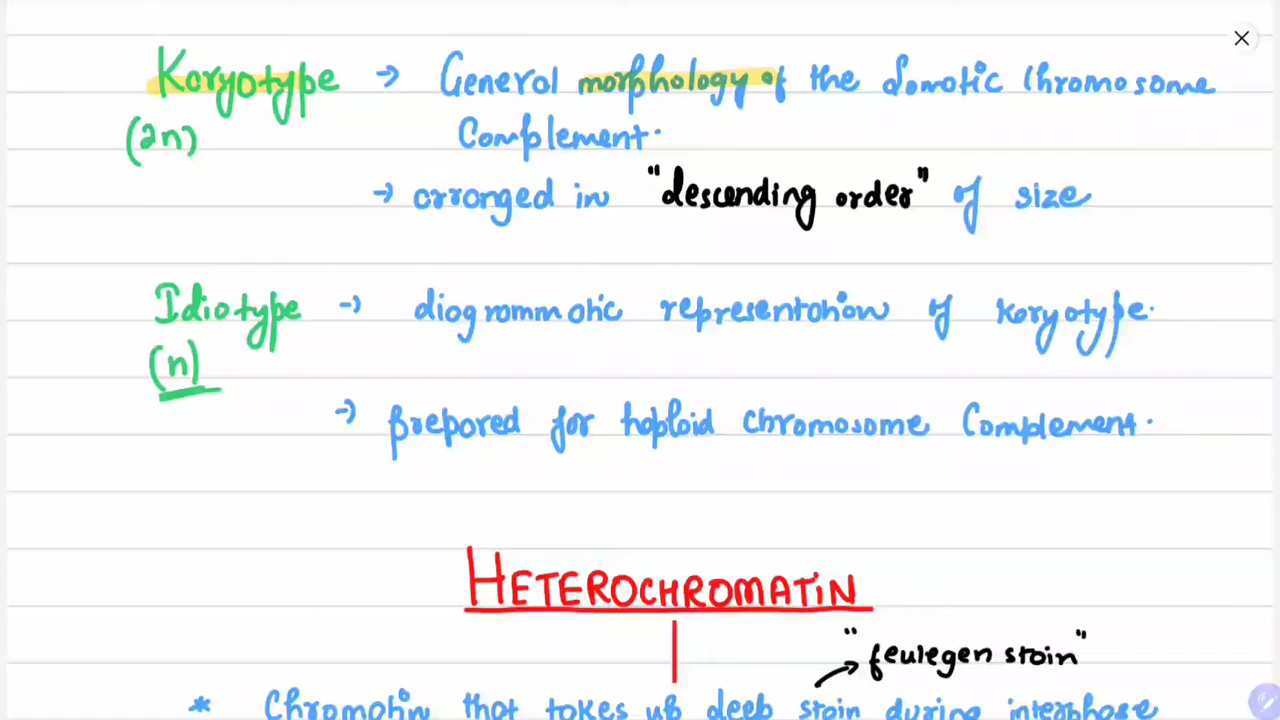 Karyotype → General morphology of the somatic chromosome
(2n) Complement.
→ arranged in "descending order" of size
Idiotype → diagrammatic representation of karyotype.
(n)
→ prepared for haploid chromosome Complement.
HETEROCHROMATIN
"feulegen stain"
* Chromatin that takes up deep stain during interphase